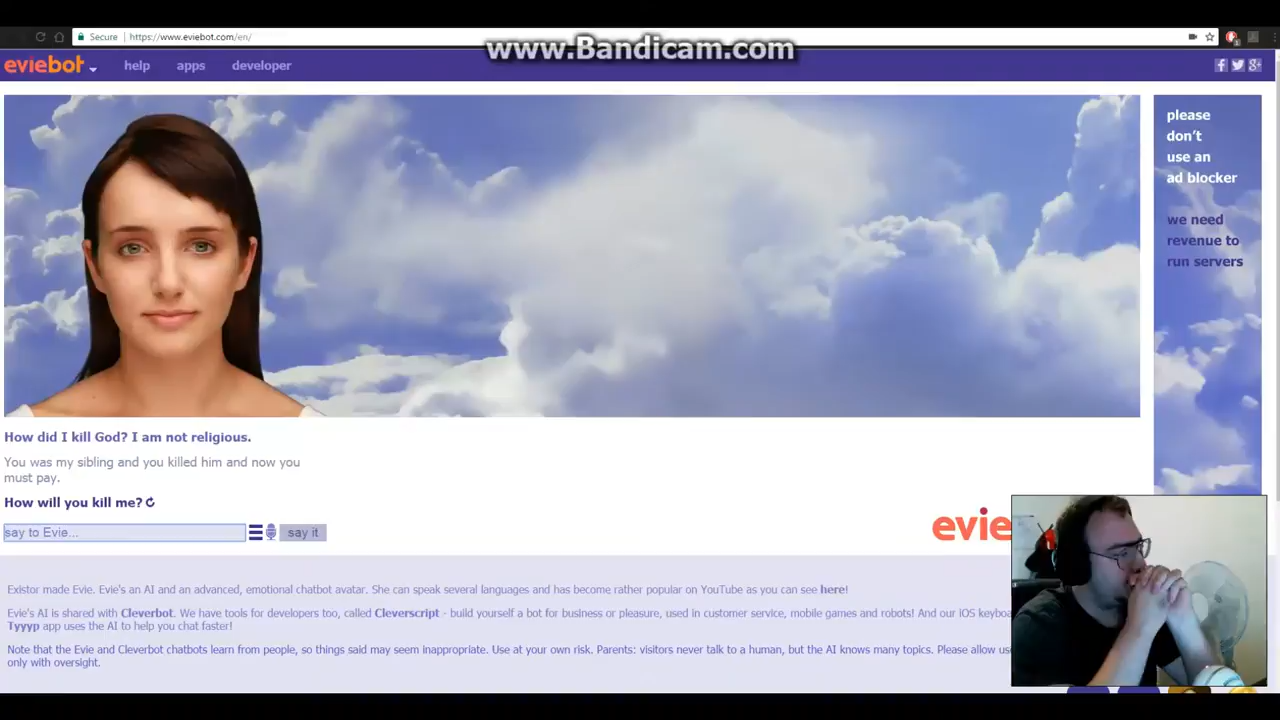 Secure https://www.eviebot.com/en/
www.Bandicam.com
eviebot help apps developer
please
don't
use an
ad blocker
we need
revenue to
run servers
How did I kill God? I am not religious.
You was my sibling and you killed him and now you
must pay.
How will you kill me?
say to Evie... say it
evie
Existor made Evie. Evie's an AI and an advanced, emotional chatbot avatar. She can speak several languages and has become rather popular on YouTube as you can see here!
Evie's AI is shared with Cleverbot. We have tools for developers too, called Cleverscript - build yourself a bot for business or pleasure, used in customer service, mobile games and robots! And our iOS
Tyyyp app uses the AI to help you chat faster!
Note that the Evie and Cleverbot chatbots learn from people, so things said may seem inappropriate. Use at your own risk. Parents: visitors never talk to a human, but the AI knows many topics. Please allow
only with oversight.